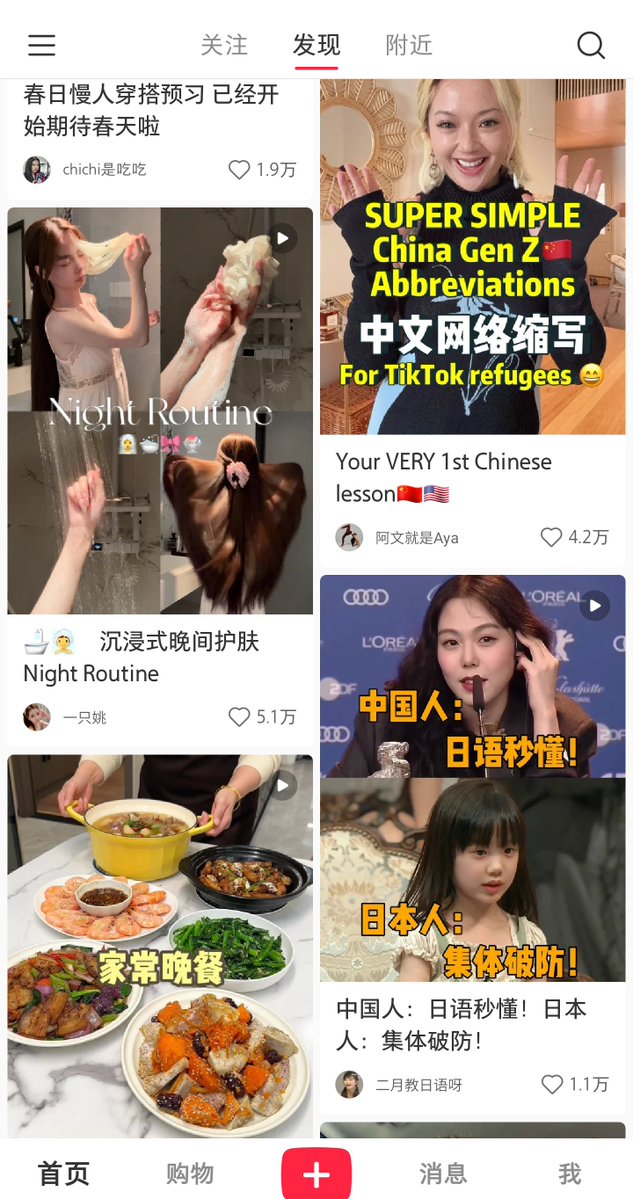 关注 发现 附近
春日慢人穿搭预习 已经开
始期待春天啦
chichi是吃吃 1.9万
Night Routine
沉浸式晚间护肤
Night Routine
一只姚 5.1万
家常晚餐
SUPER SIMPLE
China Gen Z
Abbreviations
中文网络缩写
For TikTok refugees
Your VERY 1st Chinese
lesson
阿文就是Aya 4.2万
L'ORÉAL
PARIS
L'ORÉAL
ZDF
Glashütte
ORIGINAL
中国人：
日语秒懂！
日本人：
集体破防！
中国人：日语秒懂！日本
人：集体破防！
二月教日语呀 1.1万
首页 购物 消息 我